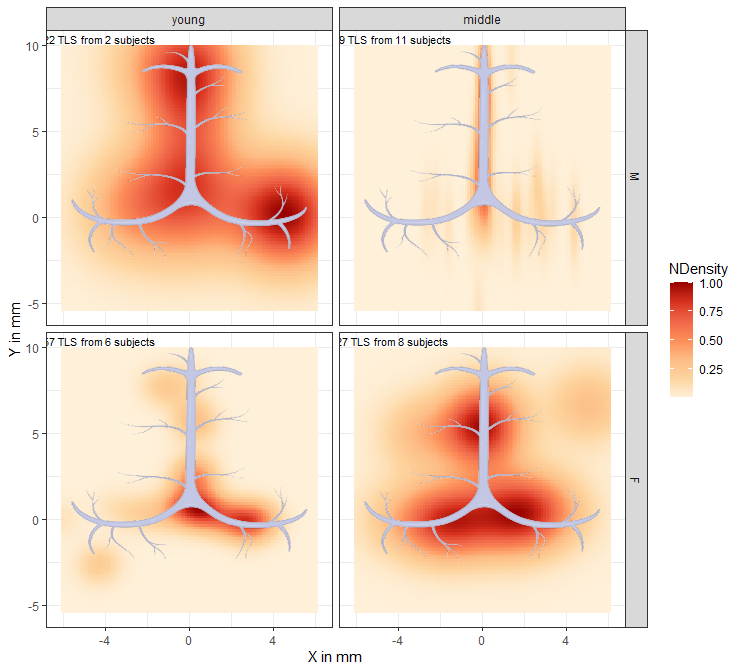 young
middle
22 TLS from 2 subjects
9 TLS from 11 subjects
10
5
0
-5
M
57 TLS from 6 subjects
27 TLS from 8 subjects
10
5
0
-5
F
-4
0
4
-4
0
4
X in mm
Y in mm
NDensity
1.00
0.75
0.50
0.25